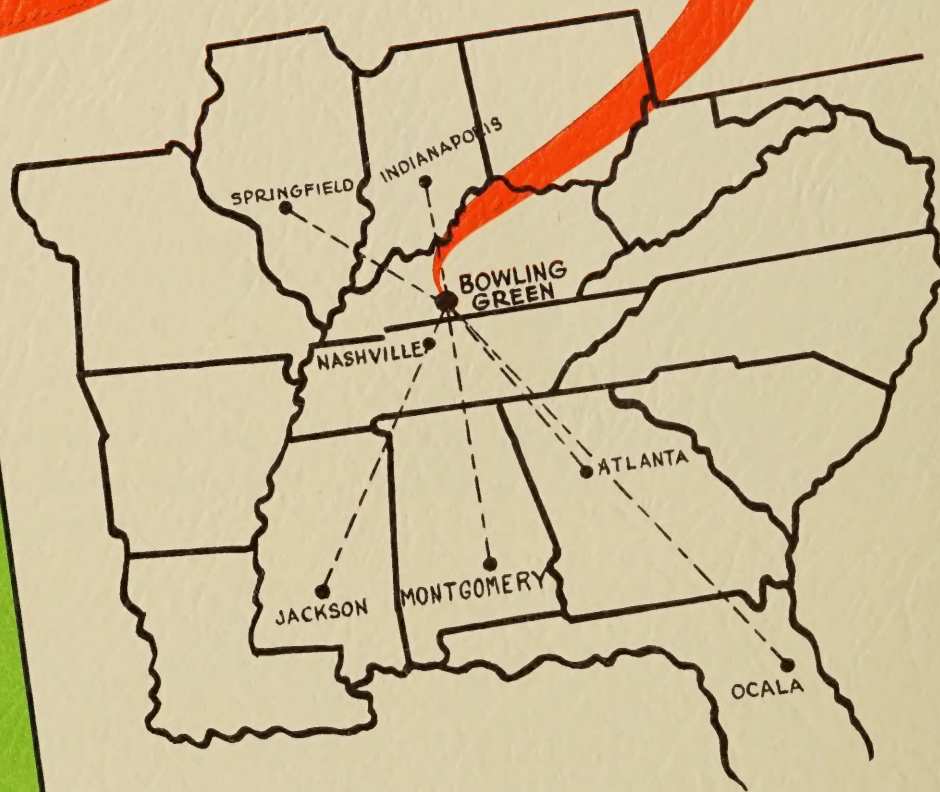 INDIANAPOLIS
SPRINGFIELD
BOWLING
GREEN
NASHVILLE
ATLANTA
MONTGOMERY
JACKSON
OCALA